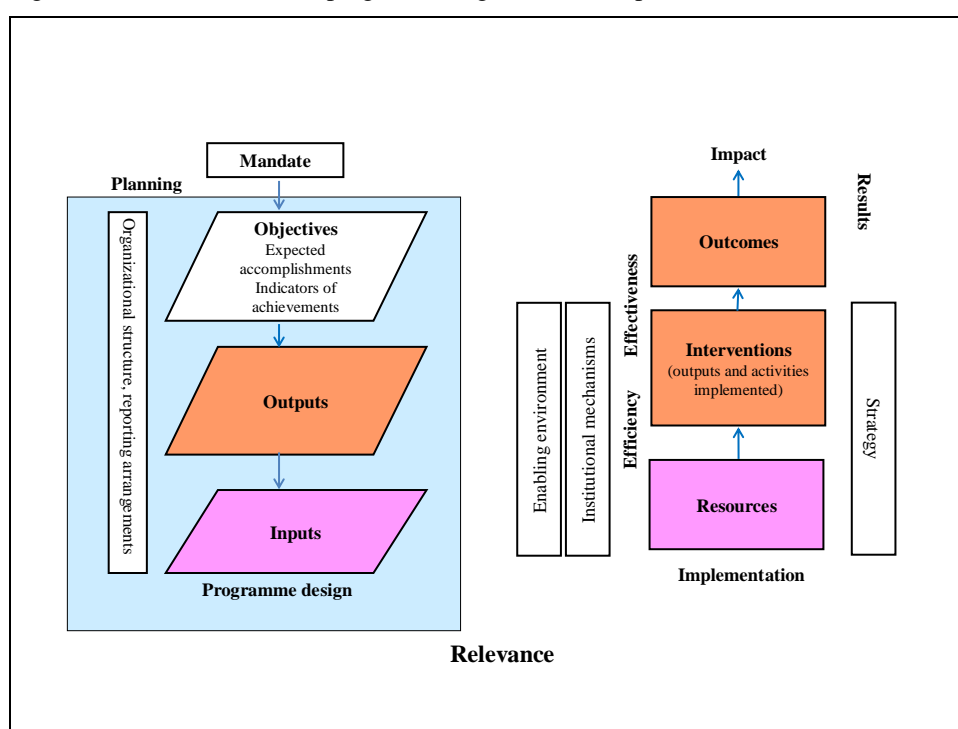 Mandate
Planning
Organizational structure, reporting arrangements
Objectives
Expected
accomplishments
Indicators of
achievements
Outputs
Inputs
Programme design
Impact
Results
Outcomes
Effectiveness
Efficiency
Enabling environment
Institutional mechanisms
Interventions
(outputs and activities
implemented)
Strategy
Resources
Implementation
Relevance